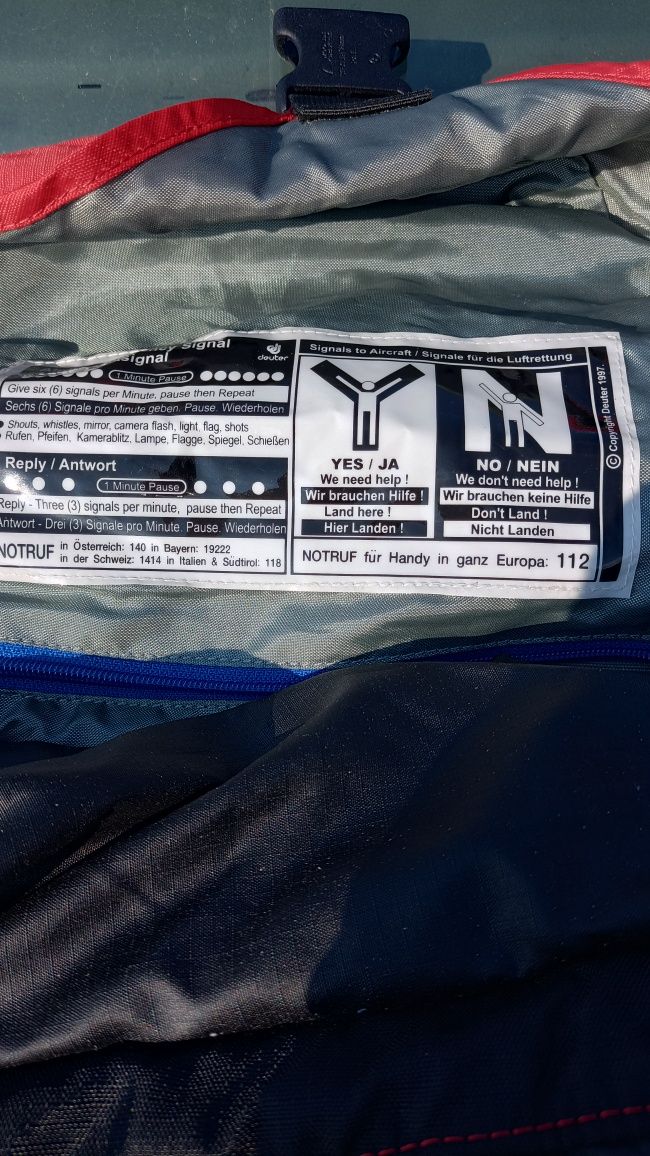 signal
signal
deuter
1 Minute Pause
Give six (6) signals per Minute, pause then Repeat
Sechs (6) Signale pro Minute geben. Pause. Wiederholen
Shouts, whistles, mirror, camera flash, light, flag, shots
Rufen, Pfeifen, Kamerablitz, Lampe, Flagge, Spiegel, Schießen
Reply / Antwort
1 Minute Pause
Reply - Three (3) signals per minute, pause then Repeat
Antwort - Drei (3) Signale pro Minute. Pause. Wiederholen
NOTRUF in Österreich: 140 in Bayern: 19222
in der Schweiz: 1414 in Italien & Südtirol: 118
Signals to Aircraft / Signale für die Luftrettung
Y
YES / JA
We need help !
Wir brauchen Hilfe !
Land here !
Hier Landen !
N
NO / NEIN
We don't need help !
Wir brauchen keine Hilfe
Don't Land !
Nicht Landen
NOTRUF für Handy in ganz Europa: 112
© Copyright Deuter 1997.